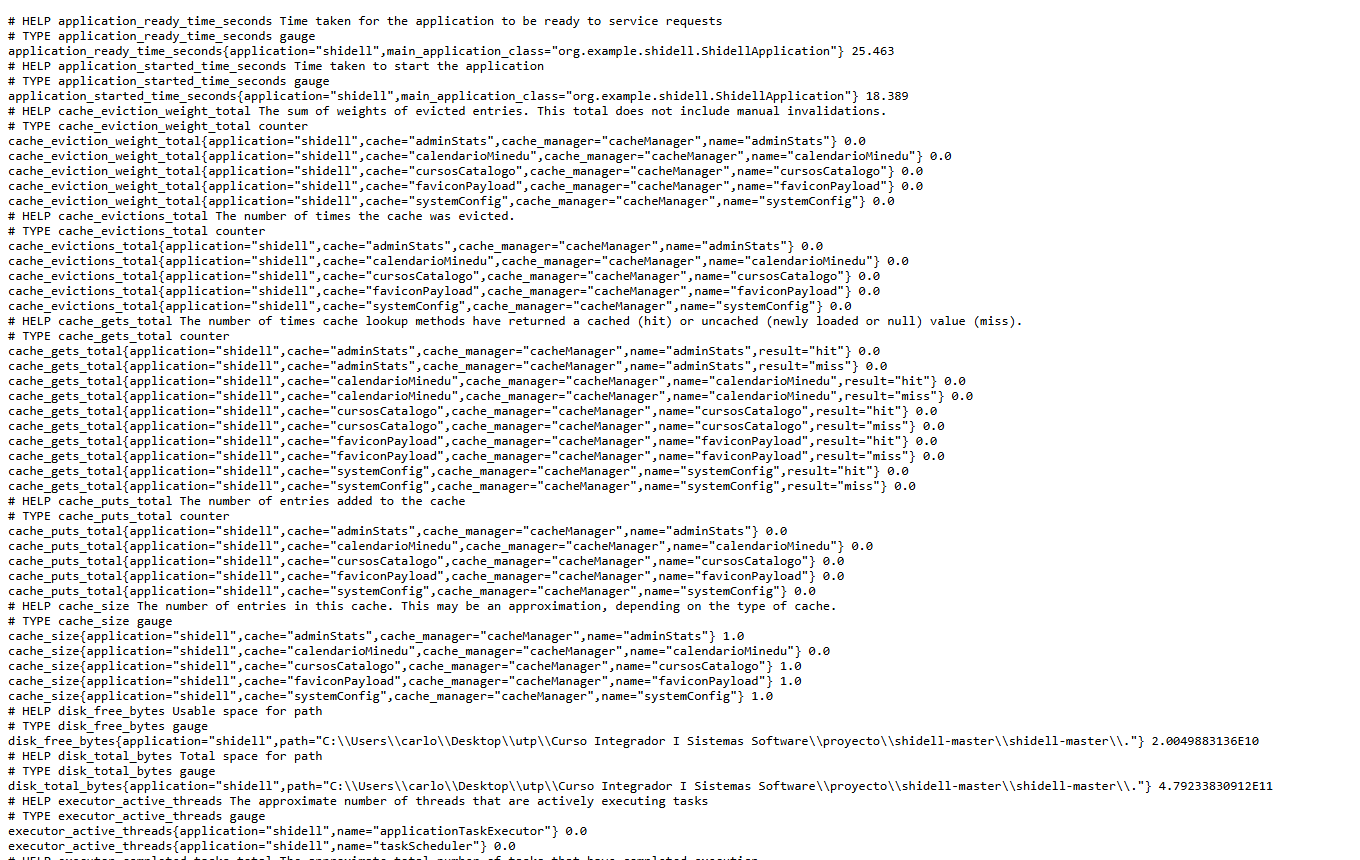 # HELP application_ready_time_seconds Time taken for the application to be ready to service requests
# TYPE application_ready_time_seconds gauge
application_ready_time_seconds{application="shidell",main_application_class="org.example.shidell.ShidellApplication"} 25.463
# HELP application_started_time_seconds Time taken to start the application
# TYPE application_started_time_seconds gauge
application_started_time_seconds{application="shidell",main_application_class="org.example.shidell.ShidellApplication"} 18.389
# HELP cache_eviction_weight_total The sum of weights of evicted entries. This total does not include manual invalidations.
# TYPE cache_eviction_weight_total counter
cache_eviction_weight_total{application="shidell",cache="adminStats",cache_manager="cacheManager",name="adminStats"} 0.0
cache_eviction_weight_total{application="shidell",cache="calendarioMinedu",cache_manager="cacheManager",name="calendarioMinedu"} 0.0
cache_eviction_weight_total{application="shidell",cache="cursosCatalogo",cache_manager="cacheManager",name="cursosCatalogo"} 0.0
cache_eviction_weight_total{application="shidell",cache="faviconPayload",cache_manager="cacheManager",name="faviconPayload"} 0.0
cache_eviction_weight_total{application="shidell",cache="systemConfig",cache_manager="cacheManager",name="systemConfig"} 0.0
# HELP cache_evictions_total The number of times the cache was evicted.
# TYPE cache_evictions_total counter
cache_evictions_total{application="shidell",cache="adminStats",cache_manager="cacheManager",name="adminStats"} 0.0
cache_evictions_total{application="shidell",cache="calendarioMinedu",cache_manager="cacheManager",name="calendarioMinedu"} 0.0
cache_evictions_total{application="shidell",cache="cursosCatalogo",cache_manager="cacheManager",name="cursosCatalogo"} 0.0
cache_evictions_total{application="shidell",cache="faviconPayload",cache_manager="cacheManager",name="faviconPayload"} 0.0
cache_evictions_total{application="shidell",cache="systemConfig",cache_manager="cacheManager",name="systemConfig"} 0.0
# HELP cache_gets_total The number of times cache lookup methods have returned a cached (hit) or uncached (newly loaded or null) value (miss).
# TYPE cache_gets_total counter
cache_gets_total{application="shidell",cache="adminStats",cache_manager="cacheManager",name="adminStats",result="hit"} 0.0
cache_gets_total{application="shidell",cache="adminStats",cache_manager="cacheManager",name="adminStats",result="miss"} 0.0
cache_gets_total{application="shidell",cache="calendarioMinedu",cache_manager="cacheManager",name="calendarioMinedu",result="hit"} 0.0
cache_gets_total{application="shidell",cache="calendarioMinedu",cache_manager="cacheManager",name="calendarioMinedu",result="miss"} 0.0
cache_gets_total{application="shidell",cache="cursosCatalogo",cache_manager="cacheManager",name="cursosCatalogo",result="hit"} 0.0
cache_gets_total{application="shidell",cache="cursosCatalogo",cache_manager="cacheManager",name="cursosCatalogo",result="miss"} 0.0
cache_gets_total{application="shidell",cache="faviconPayload",cache_manager="cacheManager",name="faviconPayload",result="hit"} 0.0
cache_gets_total{application="shidell",cache="faviconPayload",cache_manager="cacheManager",name="faviconPayload",result="miss"} 0.0
cache_gets_total{application="shidell",cache="systemConfig",cache_manager="cacheManager",name="systemConfig",result="hit"} 0.0
cache_gets_total{application="shidell",cache="systemConfig",cache_manager="cacheManager",name="systemConfig",result="miss"} 0.0
# HELP cache_puts_total The number of entries added to the cache
# TYPE cache_puts_total counter
cache_puts_total{application="shidell",cache="adminStats",cache_manager="cacheManager",name="adminStats"} 0.0
cache_puts_total{application="shidell",cache="calendarioMinedu",cache_manager="cacheManager",name="calendarioMinedu"} 0.0
cache_puts_total{application="shidell",cache="cursosCatalogo",cache_manager="cacheManager",name="cursosCatalogo"} 0.0
cache_puts_total{application="shidell",cache="faviconPayload",cache_manager="cacheManager",name="faviconPayload"} 0.0
cache_puts_total{application="shidell",cache="systemConfig",cache_manager="cacheManager",name="systemConfig"} 0.0
# HELP cache_size The number of entries in this cache. This may be an approximation, depending on the type of cache.
# TYPE cache_size gauge
cache_size{application="shidell",cache="adminStats",cache_manager="cacheManager",name="adminStats"} 1.0
cache_size{application="shidell",cache="calendarioMinedu",cache_manager="cacheManager",name="calendarioMinedu"} 0.0
cache_size{application="shidell",cache="cursosCatalogo",cache_manager="cacheManager",name="cursosCatalogo"} 1.0
cache_size{application="shidell",cache="faviconPayload",cache_manager="cacheManager",name="faviconPayload"} 1.0
cache_size{application="shidell",cache="systemConfig",cache_manager="cacheManager",name="systemConfig"} 1.0
# HELP disk_free_bytes Usable space for path
# TYPE disk_free_bytes gauge
disk_free_bytes{application="shidell",path="C:\\Users\\carlo\\Desktop\\utp\\Curso Integrador I Sistemas Software\\proyecto\\shidell-master\\shidell-master\\."} 2.0049883136E10
# HELP disk_total_bytes Total space for path
# TYPE disk_total_bytes gauge
disk_total_bytes{application="shidell",path="C:\\Users\\carlo\\Desktop\\utp\\Curso Integrador I Sistemas Software\\proyecto\\shidell-master\\shidell-master\\."} 4.79233830912E11
# HELP executor_active_threads The approximate number of threads that are actively executing tasks
# TYPE executor_active_threads gauge
executor_active_threads{application="shidell",name="applicationTaskExecutor"} 0.0
executor_active_threads{application="shidell",name="taskScheduler"} 0.0
# HELP executor_completed_tasks_total The approximate total number of tasks that have completed execution